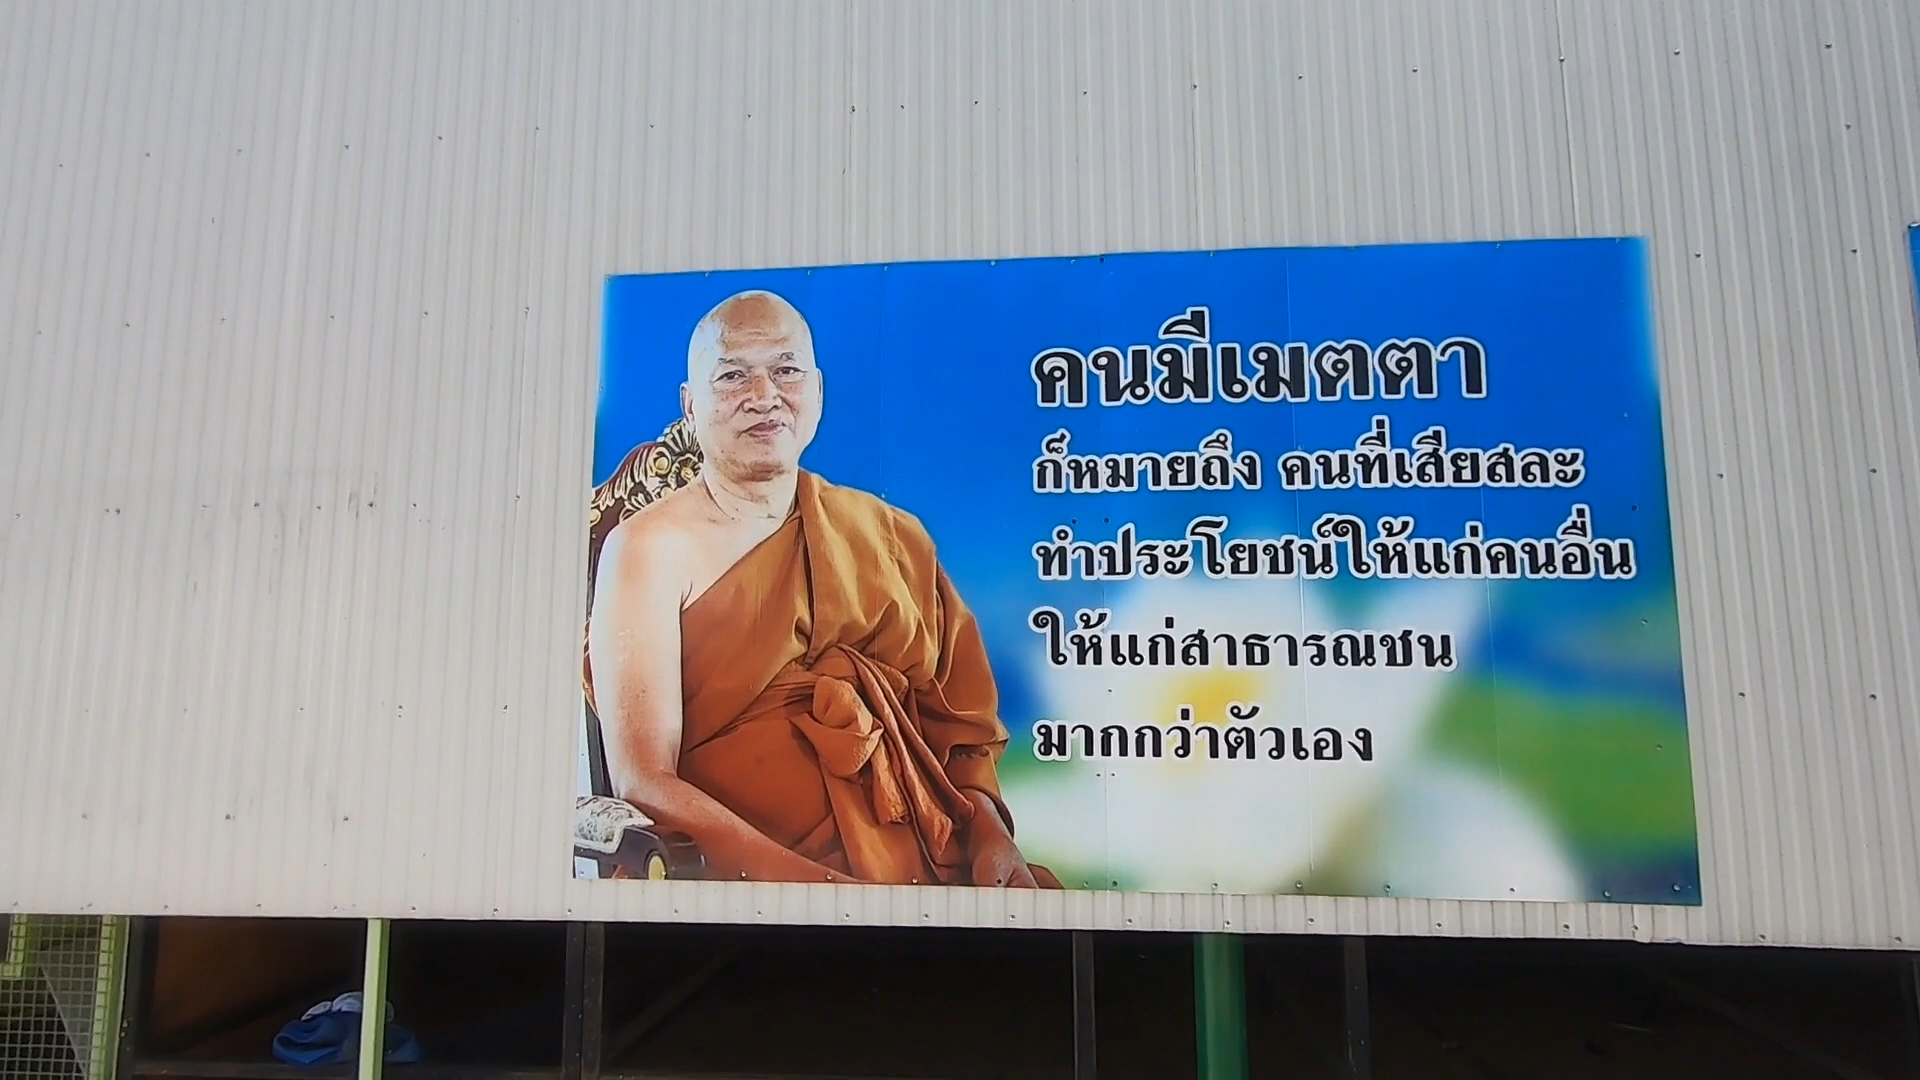 คนมีเมตตา
ก็หมายถึง คนที่เสียสละ
ทำประโยชน์ให้แก่คนอื่น
ให้แก่สาธารณชน
มากกว่าตัวเอง